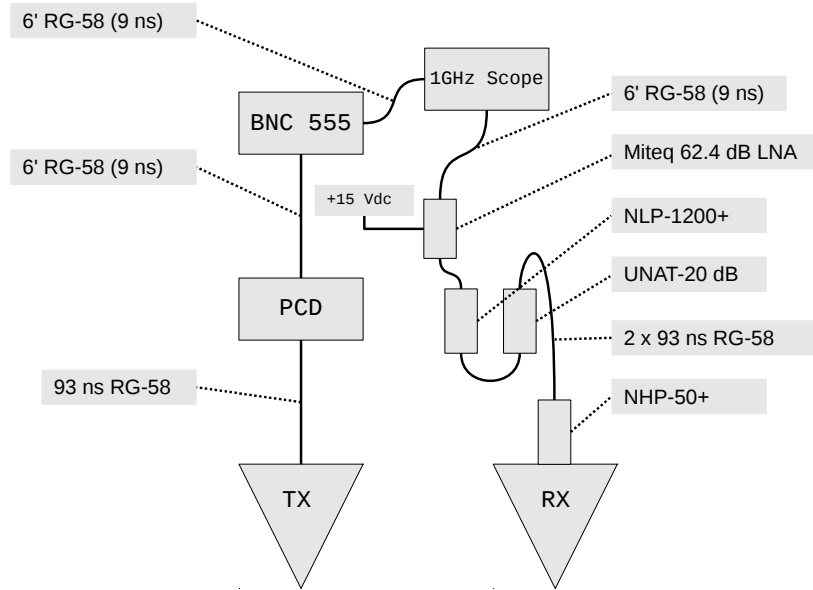 6' RG-58 (9 ns)
1GHz Scope
6' RG-58 (9 ns)
BNC 555
Miteq 62.4 dB LNA
6' RG-58 (9 ns)
+15 Vdc
NLP-1200+
UNAT-20 dB
PCD
2 x 93 ns RG-58
93 ns RG-58
NHP-50+
TX
RX